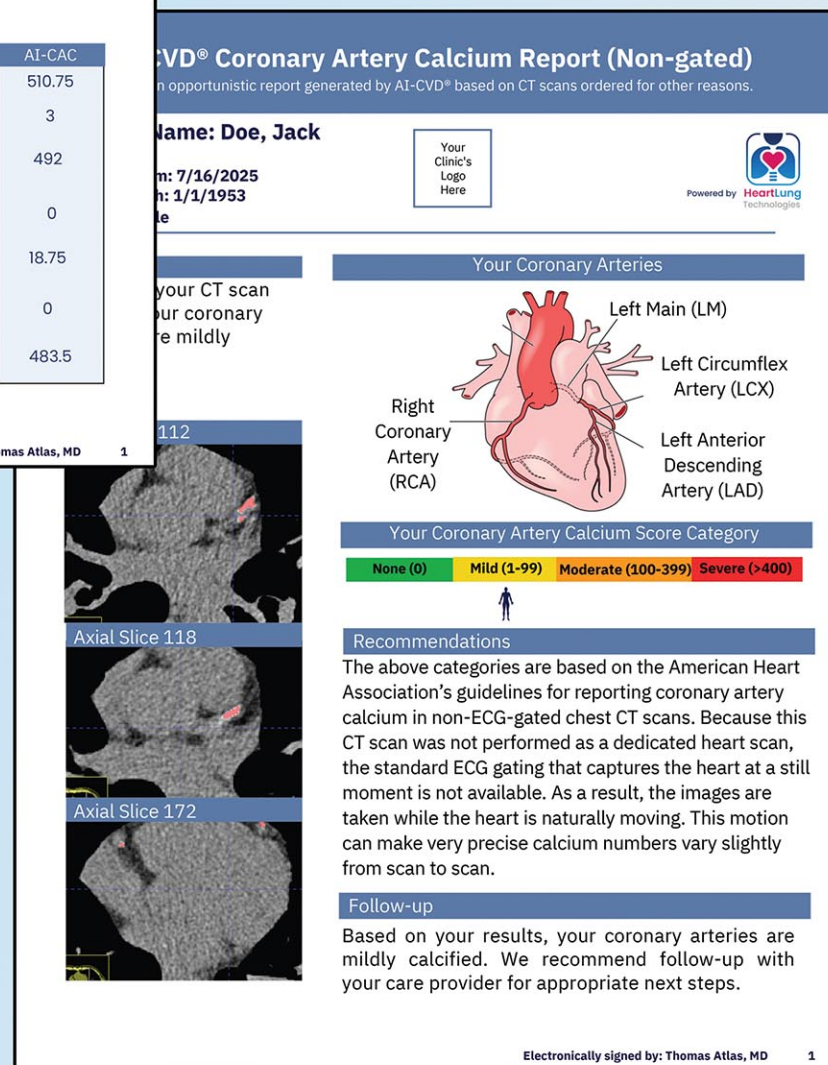 AI-CAC
510.75
3
492
0
18.75
0
483.5
mas Atlas, MD 1
CVD® Coronary Artery Calcium Report (Non-gated)
n opportunistic report generated by AI-CVD® based on CT scans ordered for other reasons.
Name: Doe, Jack
m: 7/16/2025
h: 1/1/1953
le
Your
Clinic's
Logo
Here
Powered by HeartLung
Technologies
your CT scan
our coronary
re mildly
Your Coronary Arteries
Left Main (LM)
Left Circumflex
Artery (LCX)
Right
Coronary
Artery
(RCA)
Left Anterior
Descending
Artery (LAD)
112
Axial Slice 118
Axial Slice 172
Your Coronary Artery Calcium Score Category
None (0) Mild (1-99) Moderate (100-399) Severe (>400)
Recommendations
The above categories are based on the American Heart
Association's guidelines for reporting coronary artery
calcium in non-ECG-gated chest CT scans. Because this
CT scan was not performed as a dedicated heart scan,
the standard ECG gating that captures the heart at a still
moment is not available. As a result, the images are
taken while the heart is naturally moving. This motion
can make very precise calcium numbers vary slightly
from scan to scan.
Follow-up
Based on your results, your coronary arteries are
mildly calcified. We recommend follow-up with
your care provider for appropriate next steps.
Electronically signed by: Thomas Atlas, MD 1